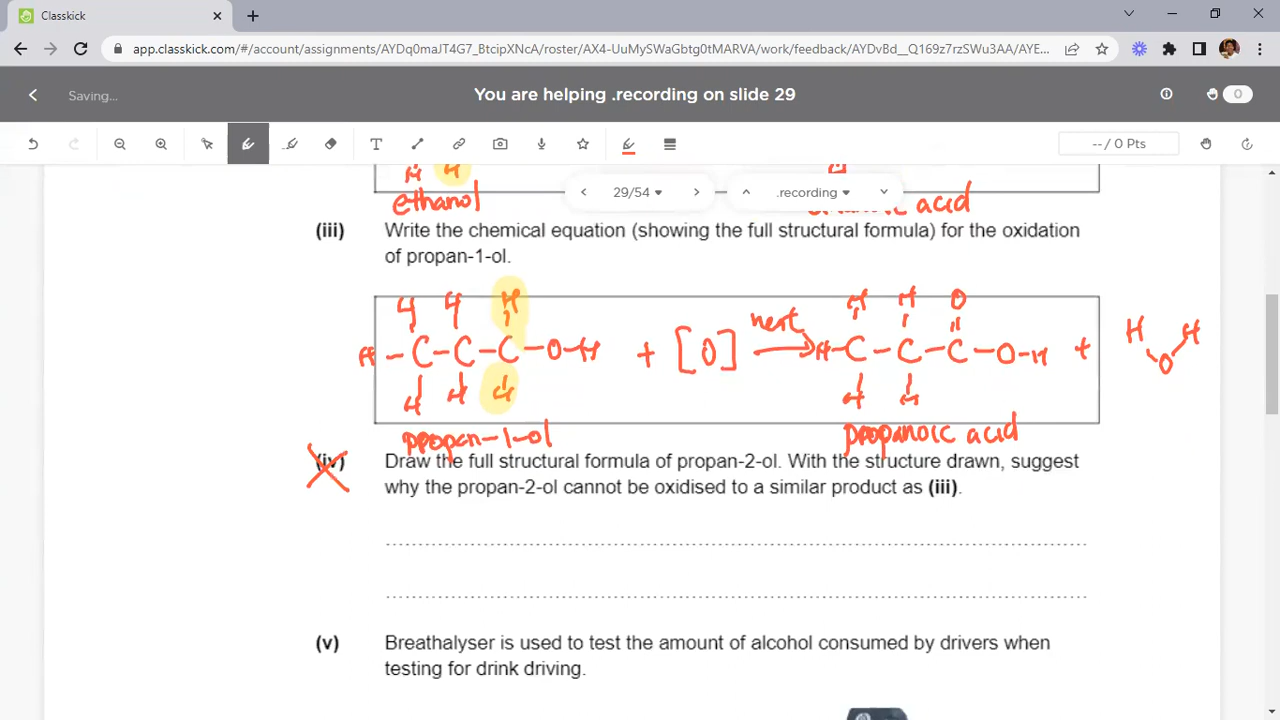 Classkick
app.classkick.com/#/account/assignments/AYDq0maJT4G7_BtcipXNCA/roster/AX4-UuMySWaGbtg0tMARVA/work/feedback/AYDvBd__Q169z7rzSWu3AA/AYE...
Saving...
You are helping .recording on slide 29
0
T
-- / 0 Pts
29/54
.recording
H H
ethanol
acid
(iii) Write the chemical equation (showing the full structural formula) for the oxidation
of propan-1-ol.
H H H H H O
H - C - C - C - O - H + [O] heat → H - C - C - C - O - H + H O H
H H H H H
propan-1-ol propanoic acid
(iv) Draw the full structural formula of propan-2-ol. With the structure drawn, suggest
why the propan-2-ol cannot be oxidised to a similar product as (iii).
(v) Breathalyser is used to test the amount of alcohol consumed by drivers when
testing for drink driving.